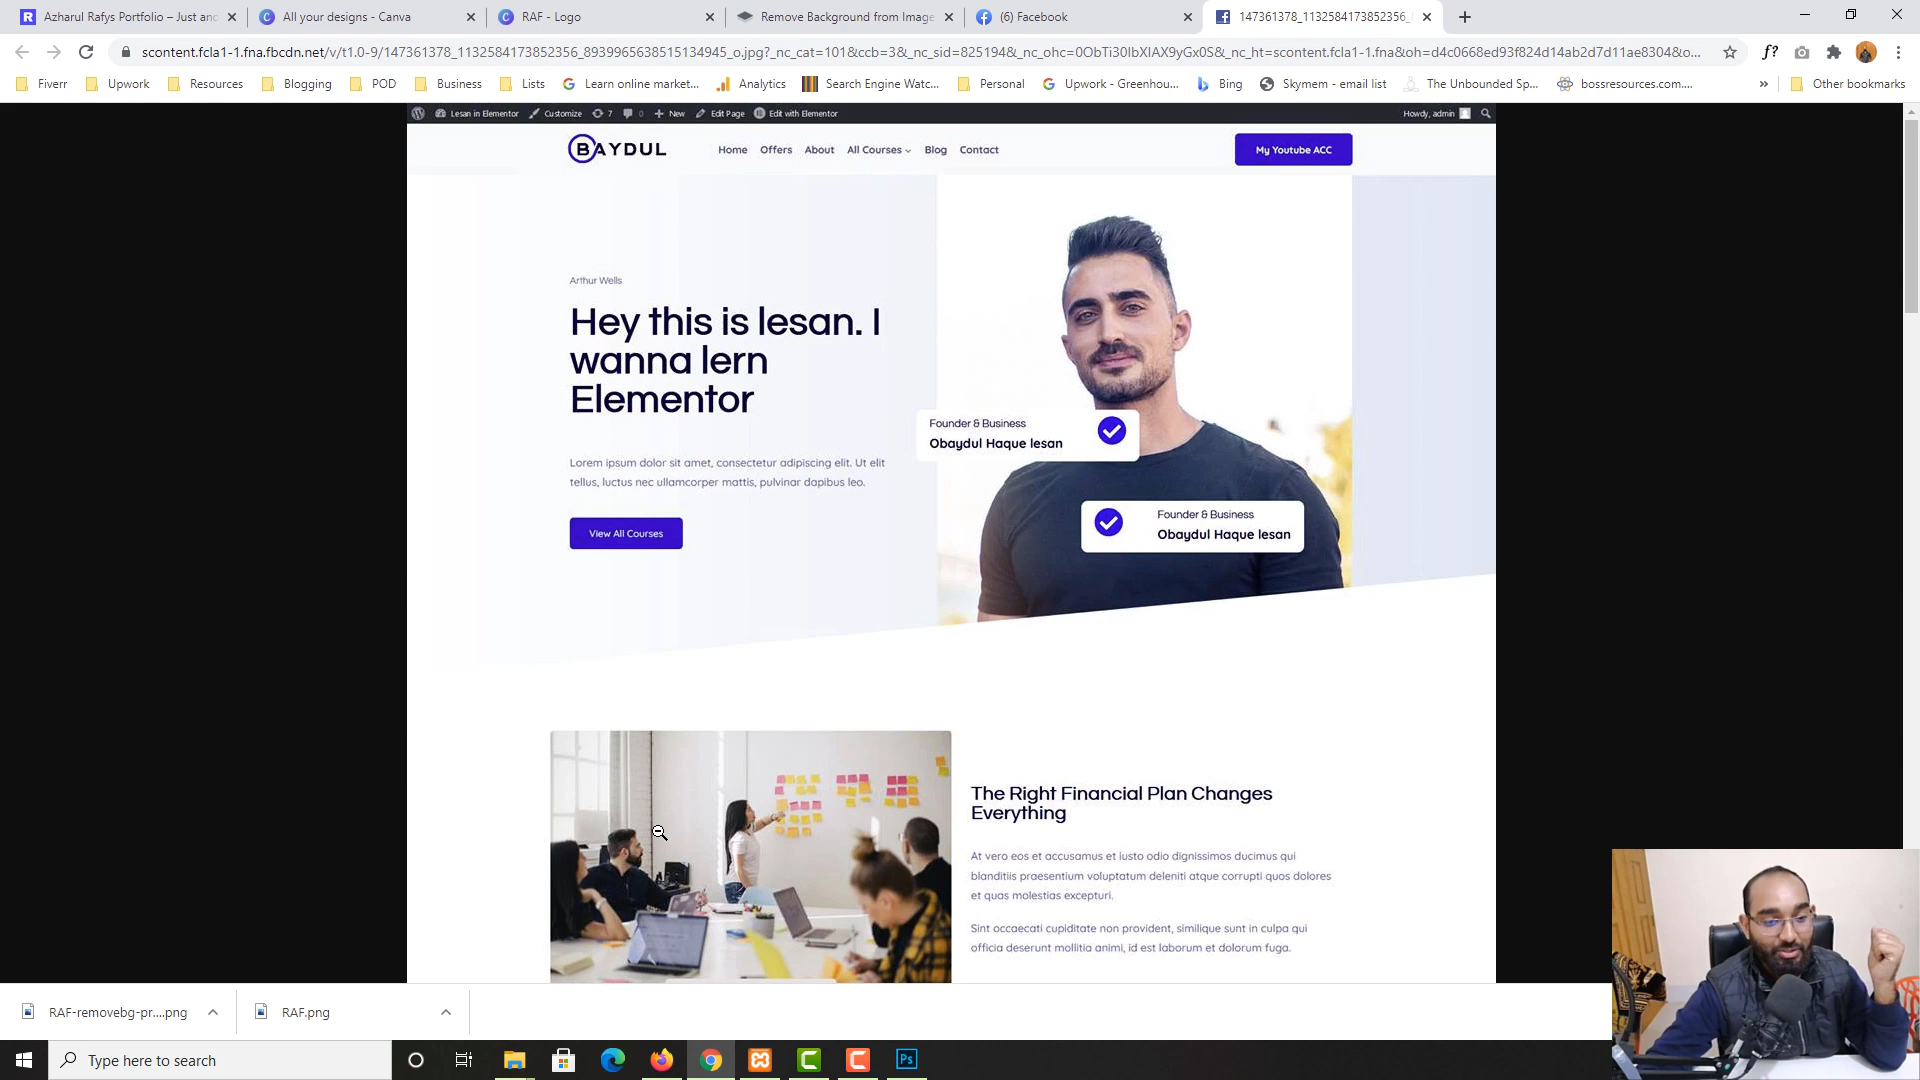 Azharul Rafys Portfolio – Just an
All your designs - Canva
RAF - Logo
Remove Background from Image
(6) Facebook
147361378_1132584173852356_
scontent.fcla1-1.fna.fbcdn.net/v/t1.0-9/147361378_1132584173852356_8939965638515134945_o.jpg?_nc_cat=101&ccb=3&_nc_sid=825194&_nc_ohc=0ObTi30IbXIAX9yGx0S&_nc_ht=scontent.fcla1-1.fna&oh=d4c0668ed93f824d14ab2d7d11ae8304&o...
f?
Fiverr
Upwork
Resources
Blogging
POD
Business
Lists
Learn online market...
Analytics
Search Engine Watc...
Personal
Upwork - Greenhou...
Bing
Skymem - email list
The Unbounded Sp...
bossresources.com....
»
Other bookmarks
Lesan in Elementor
Customize
7
0
New
Edit Page
Edit with Elementor
Howdy, admin
BAYDUL
Home
Offers
About
All Courses
Blog
Contact
My Youtube ACC
Arthur Wells
Hey this is lesan. I
wanna lern
Elementor
Lorem ipsum dolor sit amet, consectetur adipiscing elit. Ut elit
tellus, luctus nec ullamcorper mattis, pulvinar dapibus leo.
View All Courses
Founder & Business
Obaydul Haque lesan
Founder & Business
Obaydul Haque lesan
The Right Financial Plan Changes
Everything
At vero eos et accusamus et iusto odio dignissimos ducimus qui
blanditiis praesentium voluptatum deleniti atque corrupti quos dolores
et quas molestias excepturi.
Sint occaecati cupiditate non provident, similique sunt in culpa qui
officia deserunt mollitia animi, id est laborum et dolorum fuga.
RAF-removebg-pr....png
RAF.png
Type here to search
Ps